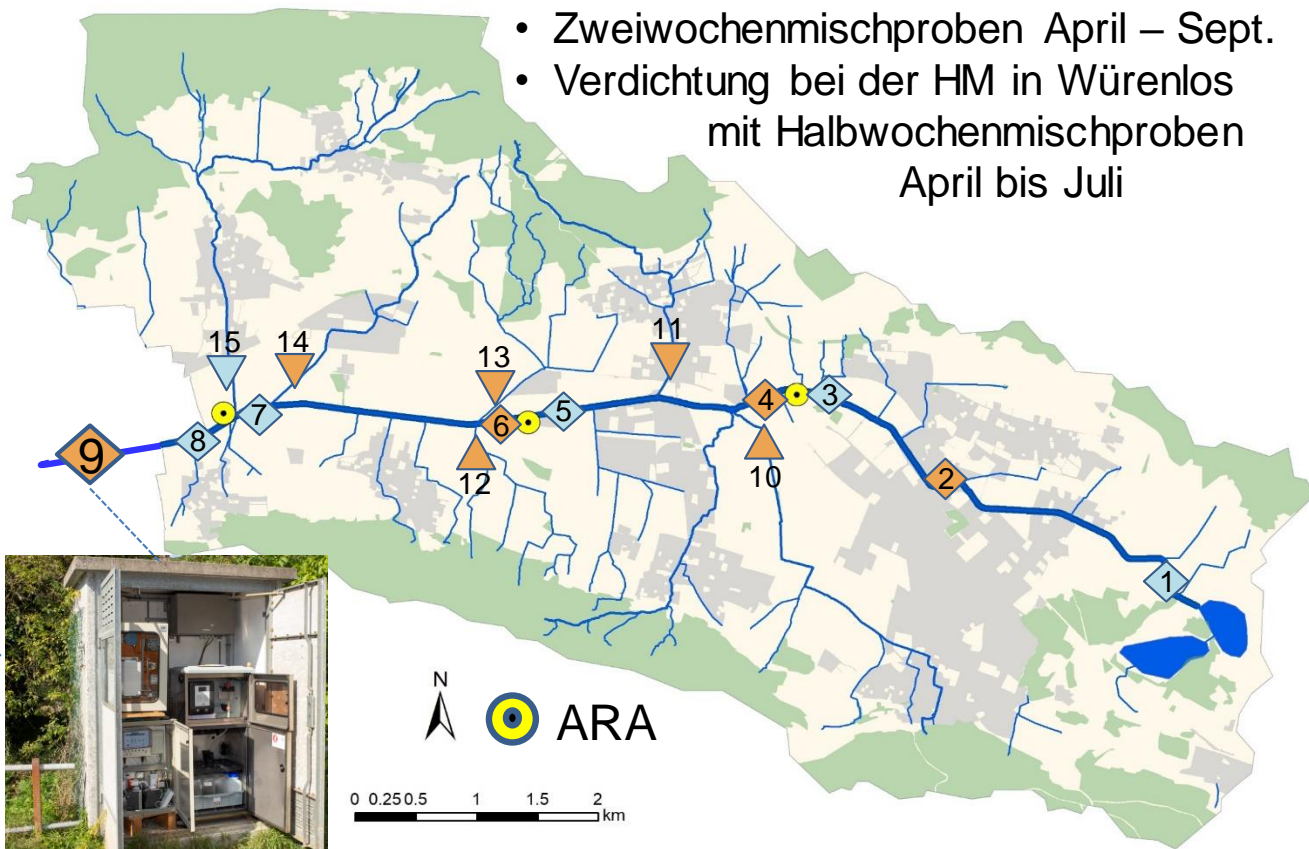 • Zweiwochenmischproben April – Sept.
• Verdichtung bei der HM in Würenlos
mit Halbwochenmischproben
April bis Juli
15
14
13
11
3
7
5
4
6
8
9
12
10
2
1
N
ARA
0 0.25 0.5 1 1.5 2
km